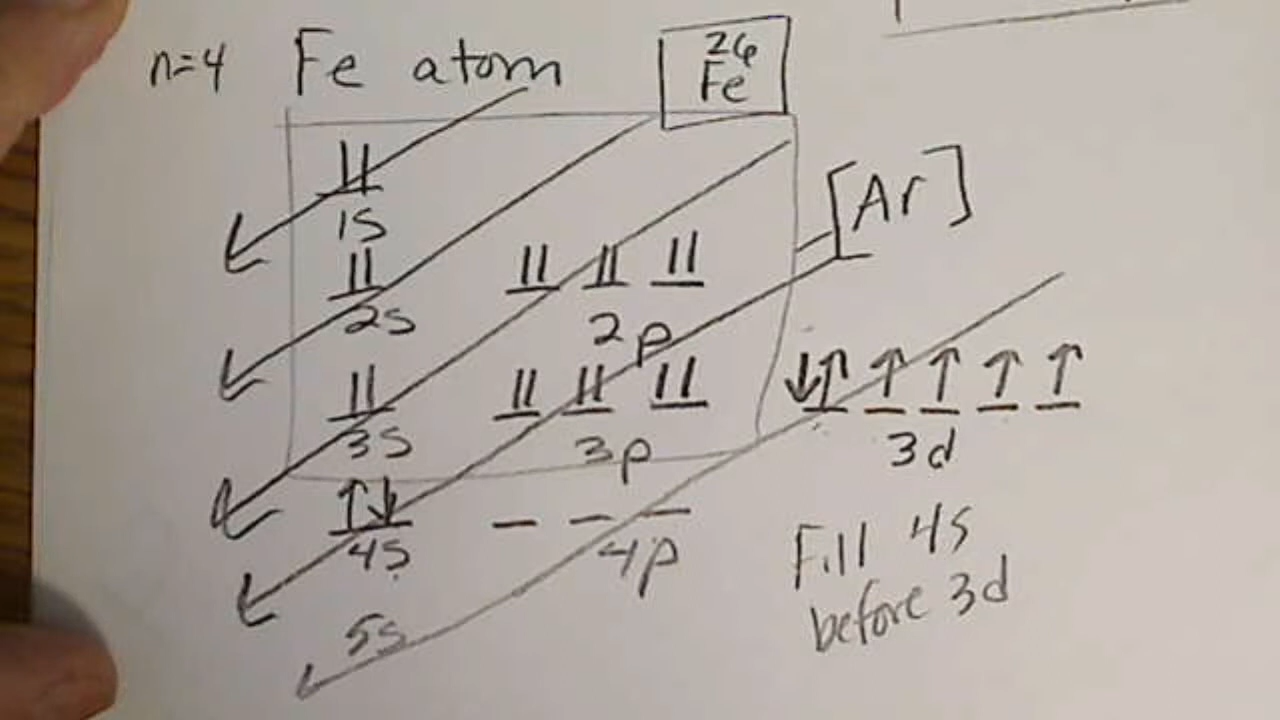 n=4 Fe atom
26
Fe
[Ar]
1s
2s 2p
3s 3p 3d
4s 4p
5s
Fill 4s
before 3d